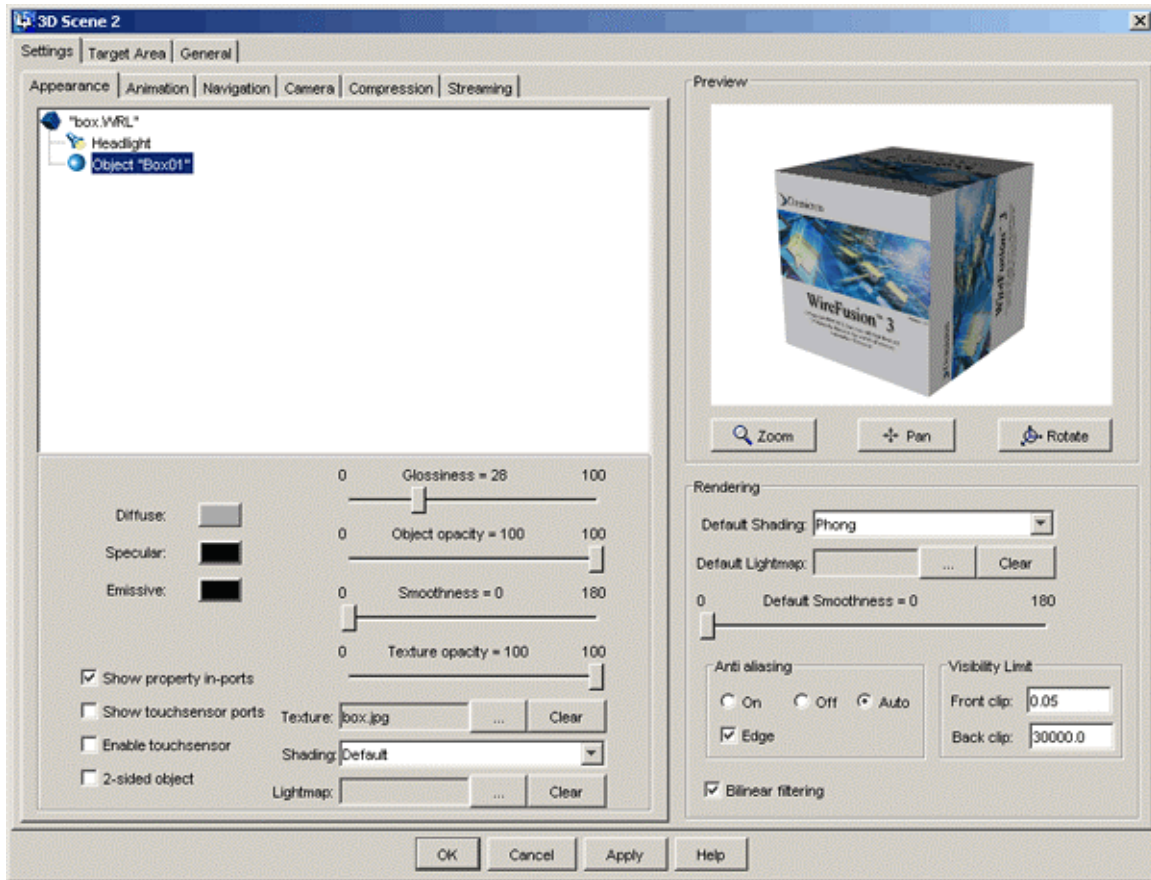 3D Scene 2
Settings Target Area General
Appearance Animation Navigation Camera Compression Streaming
"box.WRL"
Headlight
Object "Box01"
0 Glossiness = 28 100
Diffuse:
0 Object opacity = 100 100
Specular:
Emissive:
0 Smoothness = 0 180
0 Texture opacity = 100 100
Show property in-ports
Show touchsensor ports
Texture: box.jpg ... Clear
Enable touchsensor
Shading: Default
2-sided object
Lightmap: ... Clear
Preview
WireFusion™ 3
WireFusion™ 3
Zoom Pan Rotate
Rendering
Default Shading: Phong
Default Lightmap: ... Clear
0 Default Smoothness = 0 180
Anti aliasing
On Off Auto
Edge
Visibility Limit
Front clip: 0.05
Back clip: 30000.0
Bilinear filtering
OK Cancel Apply Help